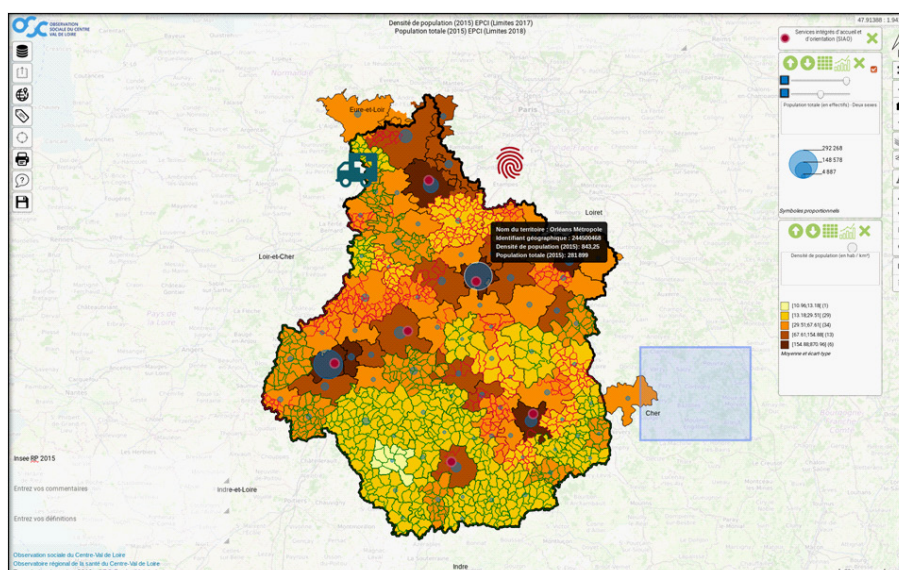 OBSERVATION
SOCIALE DU CENTRE
VAL DE LOIRE
Densité de population (2015) EPCI (Limites 2017)
Population totale (2015) EPCI (Limites 2018)
47.91388 : 1.94
Services intégrés d'accueil et
d'orientation (SIAO)
Population totale (en effectifs) - Deux sexes
292 268
148 578
4 887
Symboles proportionnels
Eure-et-Loir
Paris
Loiret
Nom du territoire : Orléans Métropole
Identifiant géographique : 244500468
Densité de population (2015): 843,25
Population totale (2015): 281 899
Loir-et-Cher
Densité de population (en hab / km²)
[10.96;13.18] (1)
[13.18;29.51] (29)
[29.51;67.61] (34)
[67.61;154.88] (13)
[154.88;870.96] (6)
Moyenne et écart-type
Cher
Insee RP 2015
Entrez vos commentaires
Indre-et-Loire
Entrez vos définitions
Observation sociale du Centre-Val de Loire
Observatoire régional de la santé du Centre-Val de Loire
Indre